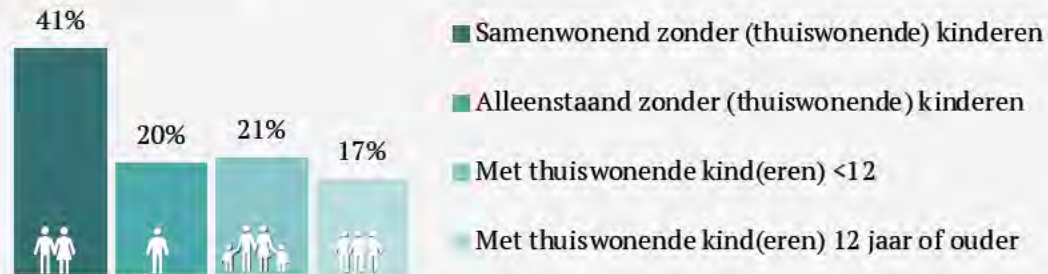 41%
20%
21%
17%
Samenwonend zonder (thuiswonende) kinderen
Alleenstaand zonder (thuiswonende) kinderen
Met thuiswonende kind(eren) <12
Met thuiswonende kind(eren) 12 jaar of ouder